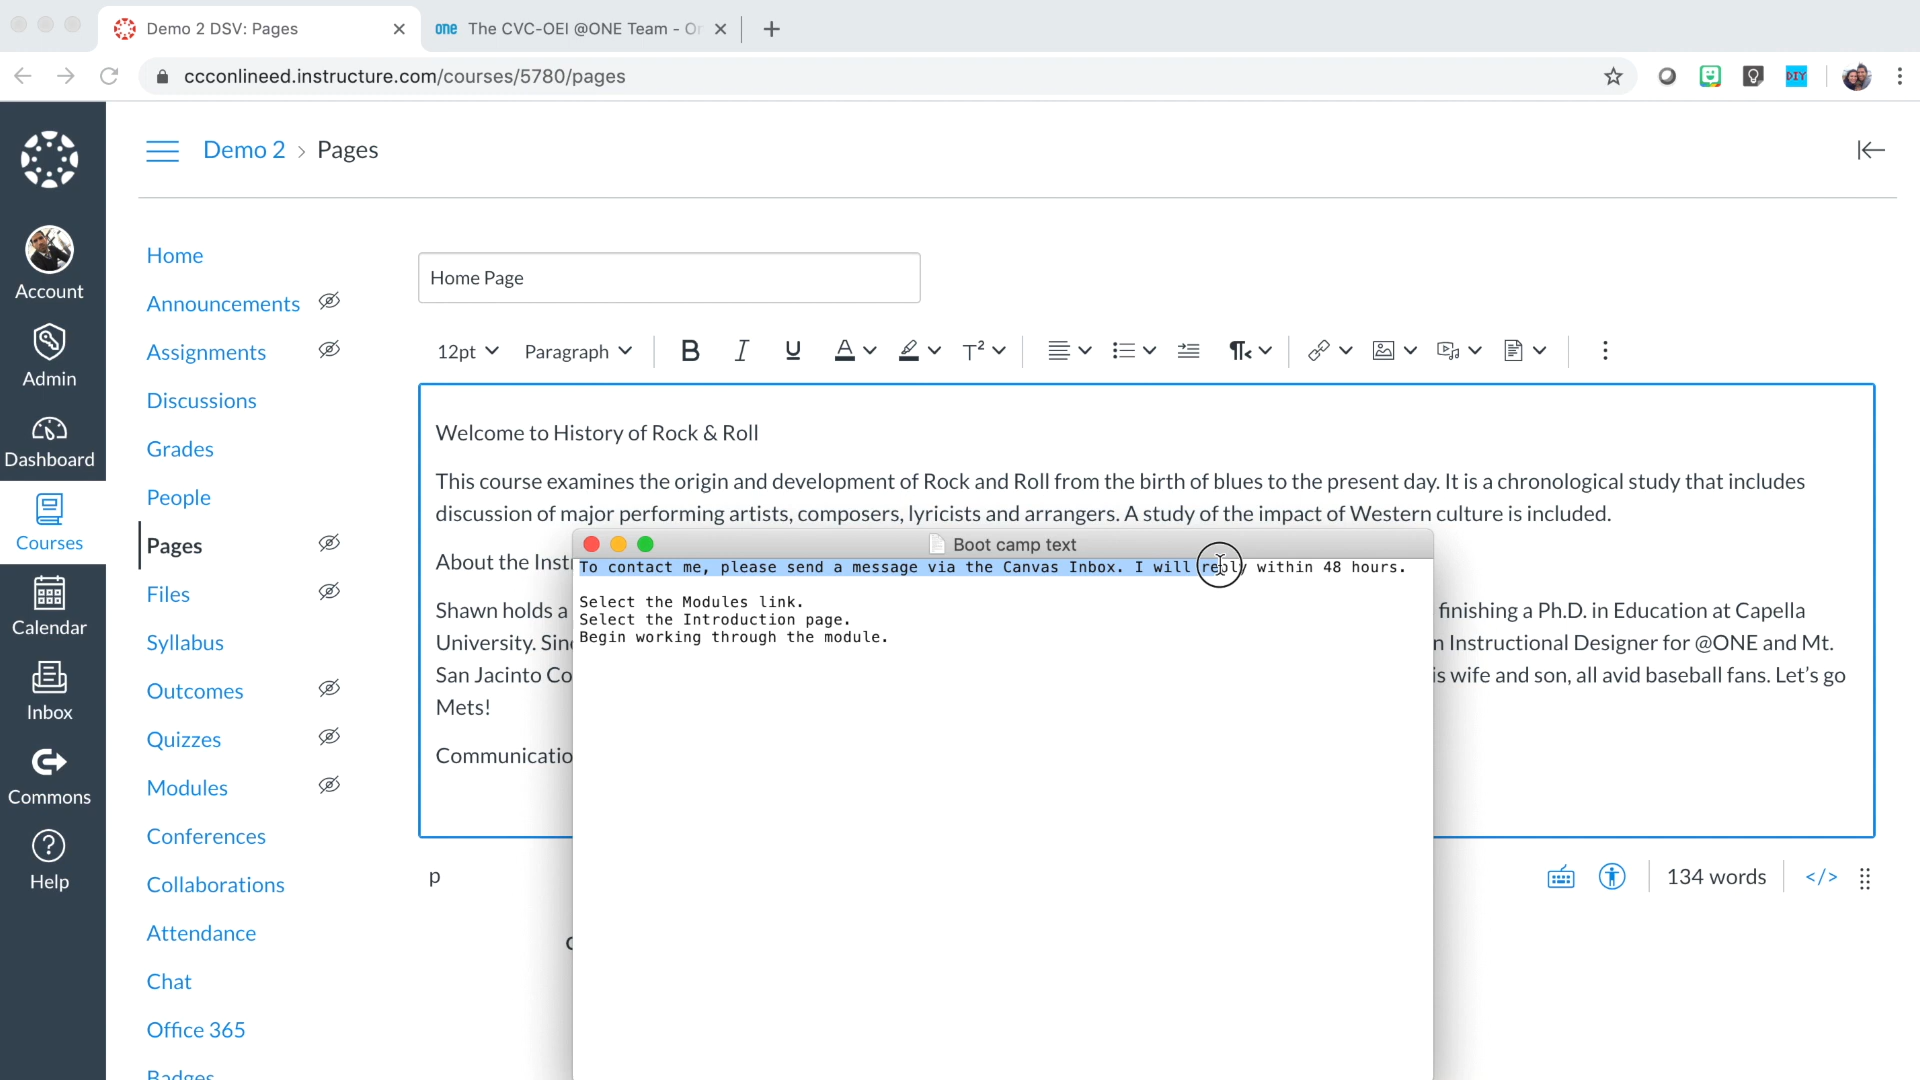 Demo 2 DSV: Pages
one The CVC-OEI @ONE Team - Or
ccconlineed.instructure.com/courses/5780/pages
DIY
Demo 2 > Pages
Account
Admin
Dashboard
Courses
Calendar
Inbox
Commons
Help
Home
Announcements
Assignments
Discussions
Grades
People
Pages
Files
Syllabus
Outcomes
Quizzes
Modules
Conferences
Collaborations
Attendance
Chat
Office 365
Badges
Home Page
12pt Paragraph B I U A T²
Welcome to History of Rock & Roll
This course examines the origin and development of Rock and Roll from the birth of blues to the present day. It is a chronological study that includes
discussion of major performing artists, composers, lyricists and arrangers. A study of the impact of Western culture is included.
About the Inst
Shawn holds a finishing a Ph.D. in Education at Capella
University. Sinc n Instructional Designer for @ONE and Mt.
San Jacinto Co is wife and son, all avid baseball fans. Let's go
Mets!
Communicatio
Boot camp text
To contact me, please send a message via the Canvas Inbox. I will reply within 48 hours.
Select the Modules link.
Select the Introduction page.
Begin working through the module.
p
134 words </>